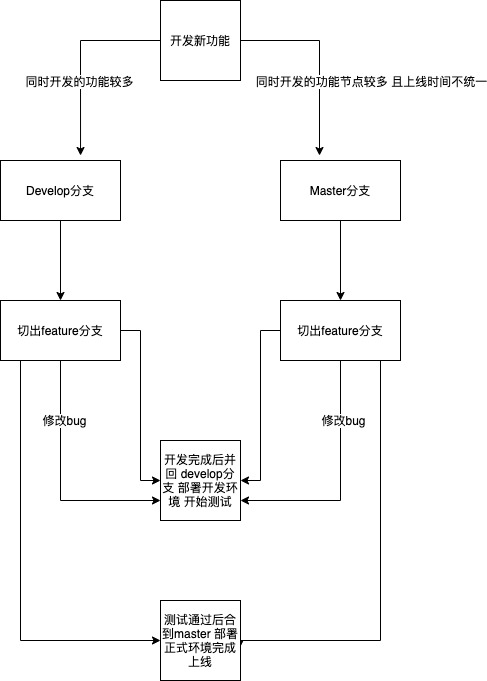 开发新功能
同时开发的功能较多
同时开发的功能节点较多 且上线时间不统一
Develop分支
Master分支
切出feature分支
切出feature分支
修改bug
修改bug
开发完成后并
回 develop分
支 部署开发环
境 开始测试
测试通过后合
到master 部署
正式环境完成
上线